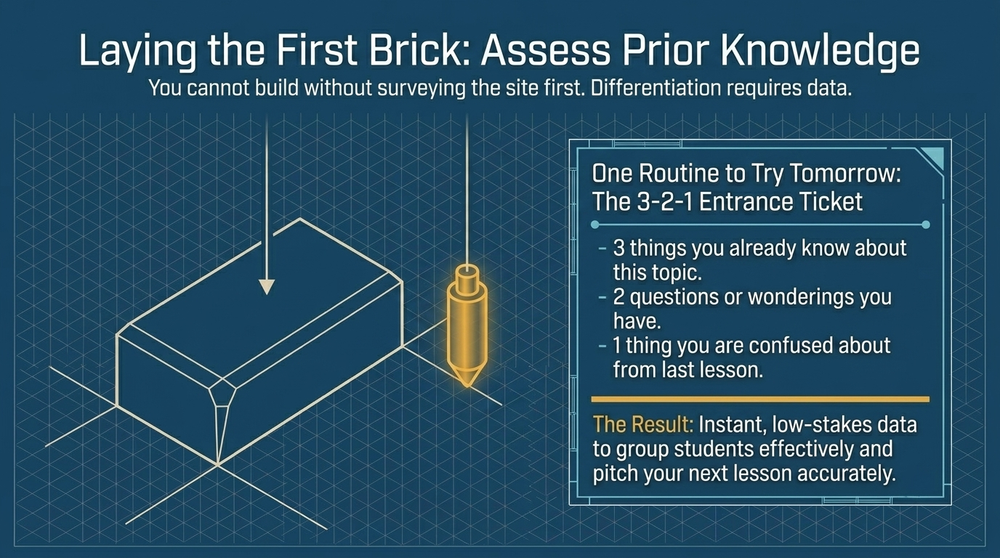 Laying the First Brick: Assess Prior Knowledge
You cannot build without surveying the site first. Differentiation requires data.
One Routine to Try Tomorrow:
The 3-2-1 Entrance Ticket
- 3 things you already know about
this topic.
- 2 questions or wonderings you
have.
- 1 thing you are confused about
from last lesson.
The Result: Instant, low-stakes data
to group students effectively and
pitch your next lesson accurately.